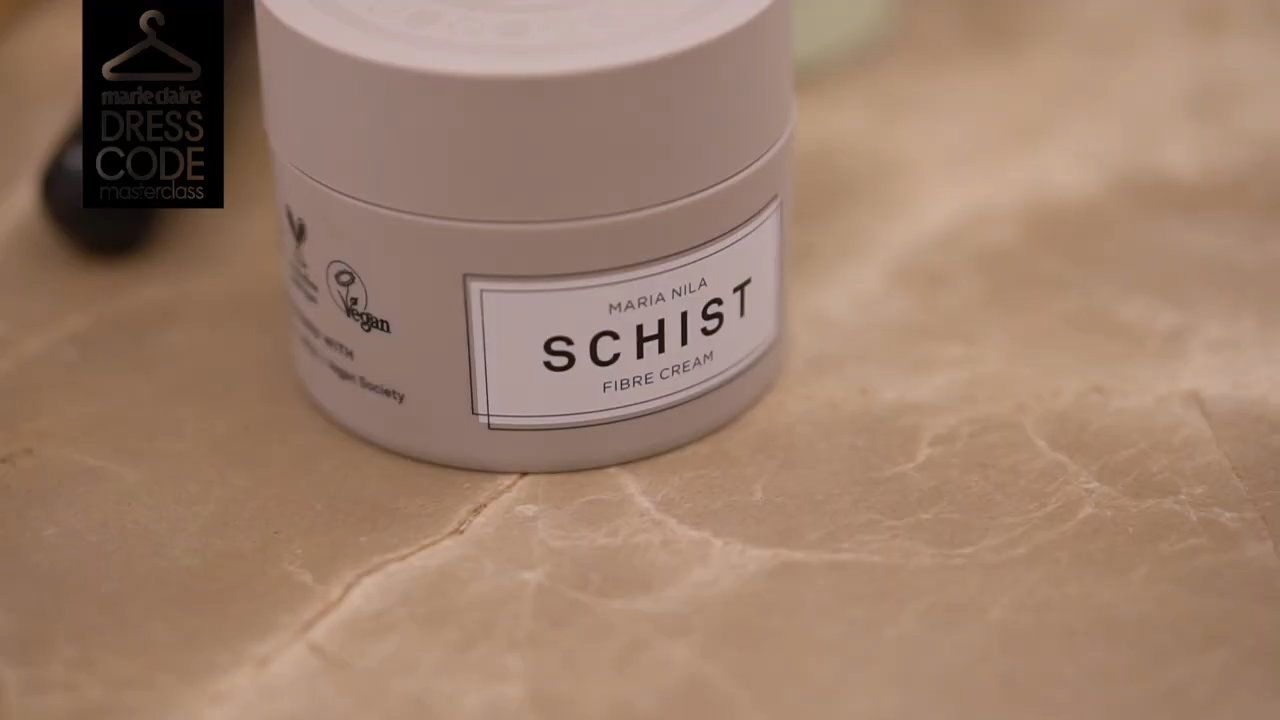 marie claire
DRESS
CODE
masterclass
Vegan
WITH
Vegan Society
MARIA NILA
SCHIST
FIBRE CREAM